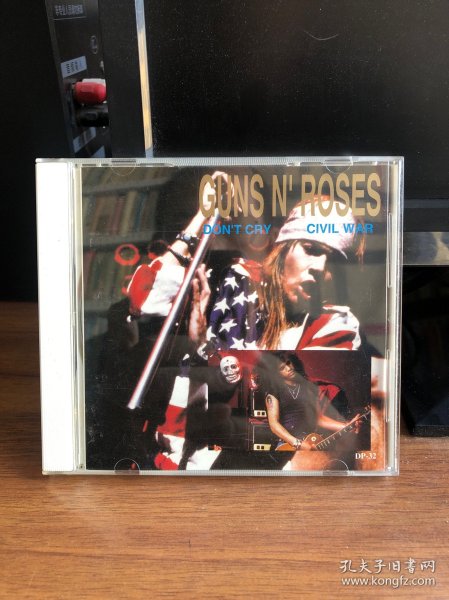 GUNS N' ROSES
DON'T CRY CIVIL WAR
DP-32
孔夫子旧书网
www.kongfz.com